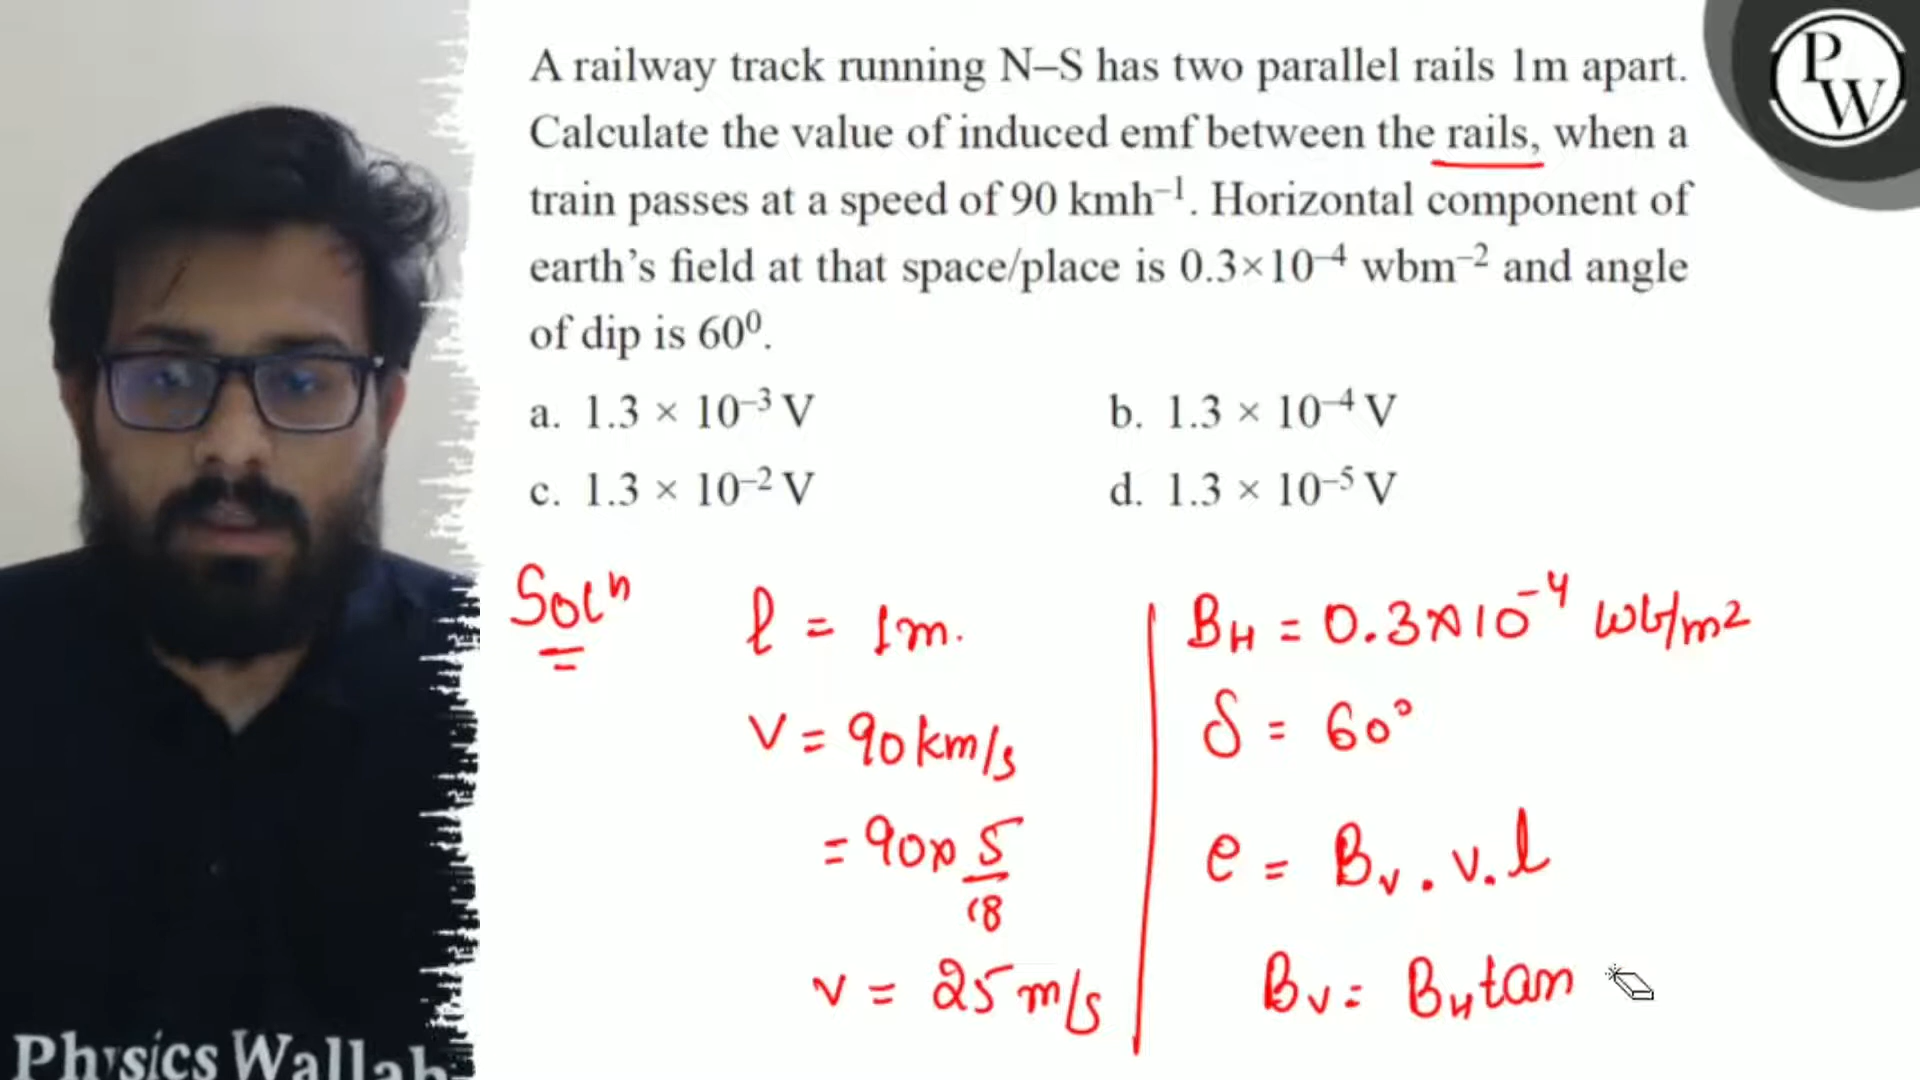 A railway track running N–S has two parallel rails 1m apart.
Calculate the value of induced emf between the rails, when a
train passes at a speed of 90 kmh⁻¹. Horizontal component of
earth’s field at that space/place is 0.3×10⁻⁴ wbm⁻² and angle
of dip is 60⁰.
a. 1.3 × 10⁻³ V
b. 1.3 × 10⁻⁴ V
c. 1.3 × 10⁻² V
d. 1.3 × 10⁻⁵ V
PW
Solⁿ
l = 1m.
v = 90km/s
= 90× 5/18
v = 25 m/s
B_H = 0.3×10⁻⁴ wb/m²
δ = 60°
e = B_v . v. l
B_v = B_H tan
Physics Wallah